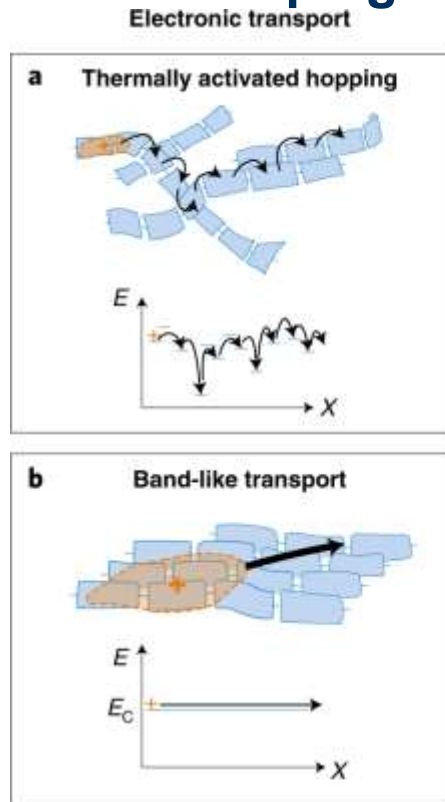 Electronic transport
a Thermally activated hopping
+
E
+
X
b Band-like transport
+
E
E_C
+
X